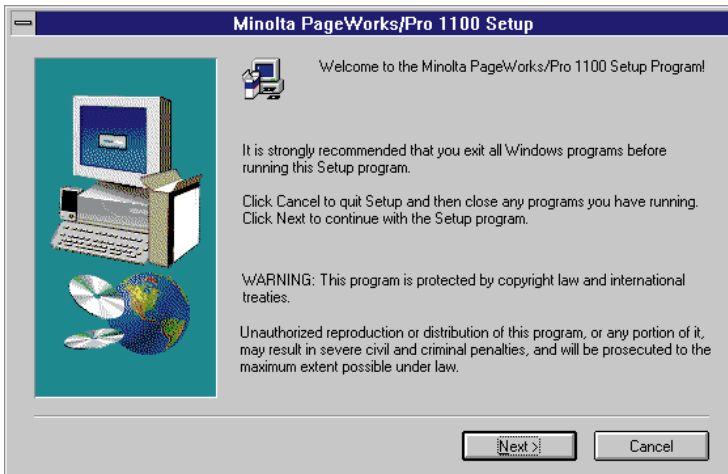 Minolta PageWorks/Pro 1100 Setup
Welcome to the Minolta PageWorks/Pro 1100 Setup Program!
It is strongly recommended that you exit all Windows programs before
running this Setup program.
Click Cancel to quit Setup and then close any programs you have running.
Click Next to continue with the Setup program.
WARNING: This program is protected by copyright law and international
treaties.
Unauthorized reproduction or distribution of this program, or any portion of it,
may result in severe civil and criminal penalties, and will be prosecuted to the
maximum extent possible under law.
Next >
Cancel